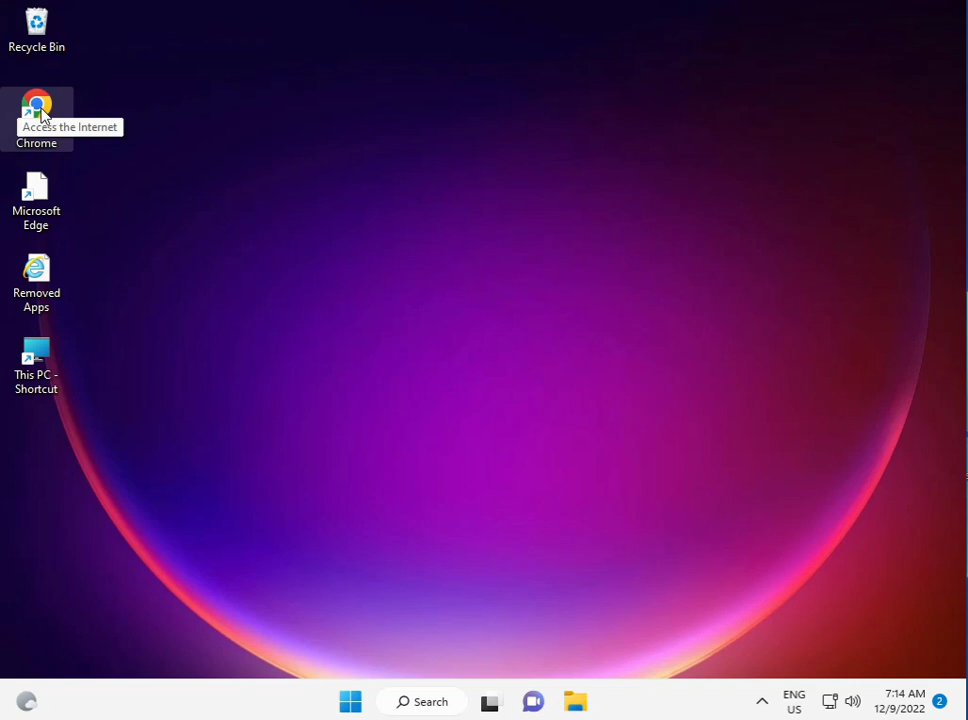 Recycle Bin
Access the Internet
Chrome
Microsoft
Edge
Removed
Apps
This PC -
Shortcut
Search
ENG
US
7:14 AM
12/9/2022
2